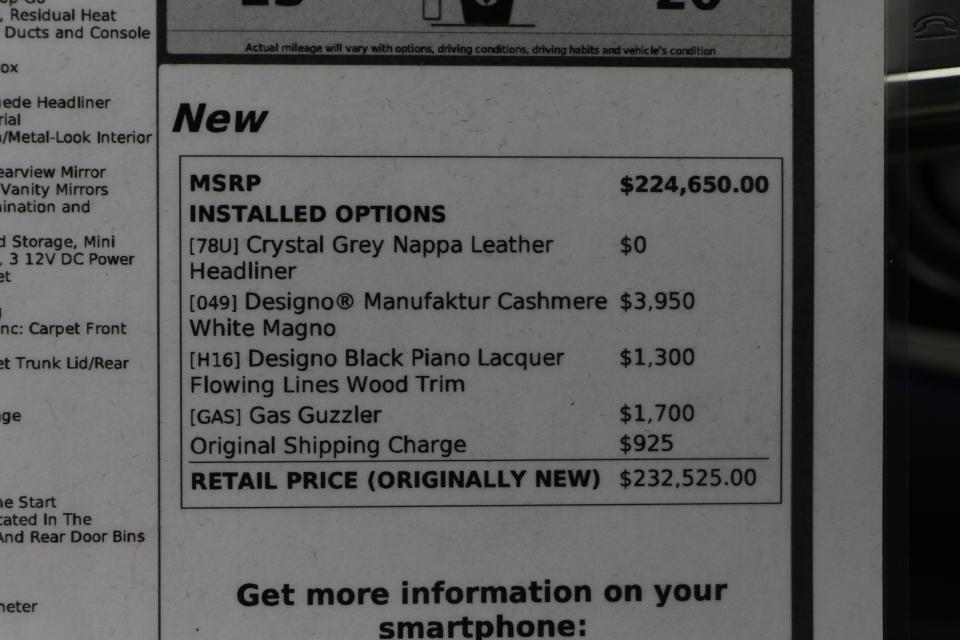 , Residual Heat
Ducts and Console
ox
Headliner
/Metal-Look Interior
earview Mirror
Vanity Mirrors
ination and
d Storage, Mini
, 3 12V DC Power
et
nc: Carpet Front
et Trunk Lid/Rear
ge
ne Start
cated In The
And Rear Door Bins
meter
Actual mileage will vary with options, driving conditions, driving habits and vehicle's condition
New
MSRP $224,650.00
INSTALLED OPTIONS
[78U] Crystal Grey Nappa Leather $0
Headliner
[049] Designo® Manufaktur Cashmere $3,950
White Magno
[H16] Designo Black Piano Lacquer $1,300
Flowing Lines Wood Trim
[GAS] Gas Guzzler $1,700
Original Shipping Charge $925
RETAIL PRICE (ORIGINALLY NEW) $232,525.00
Get more information on your
smartphone: